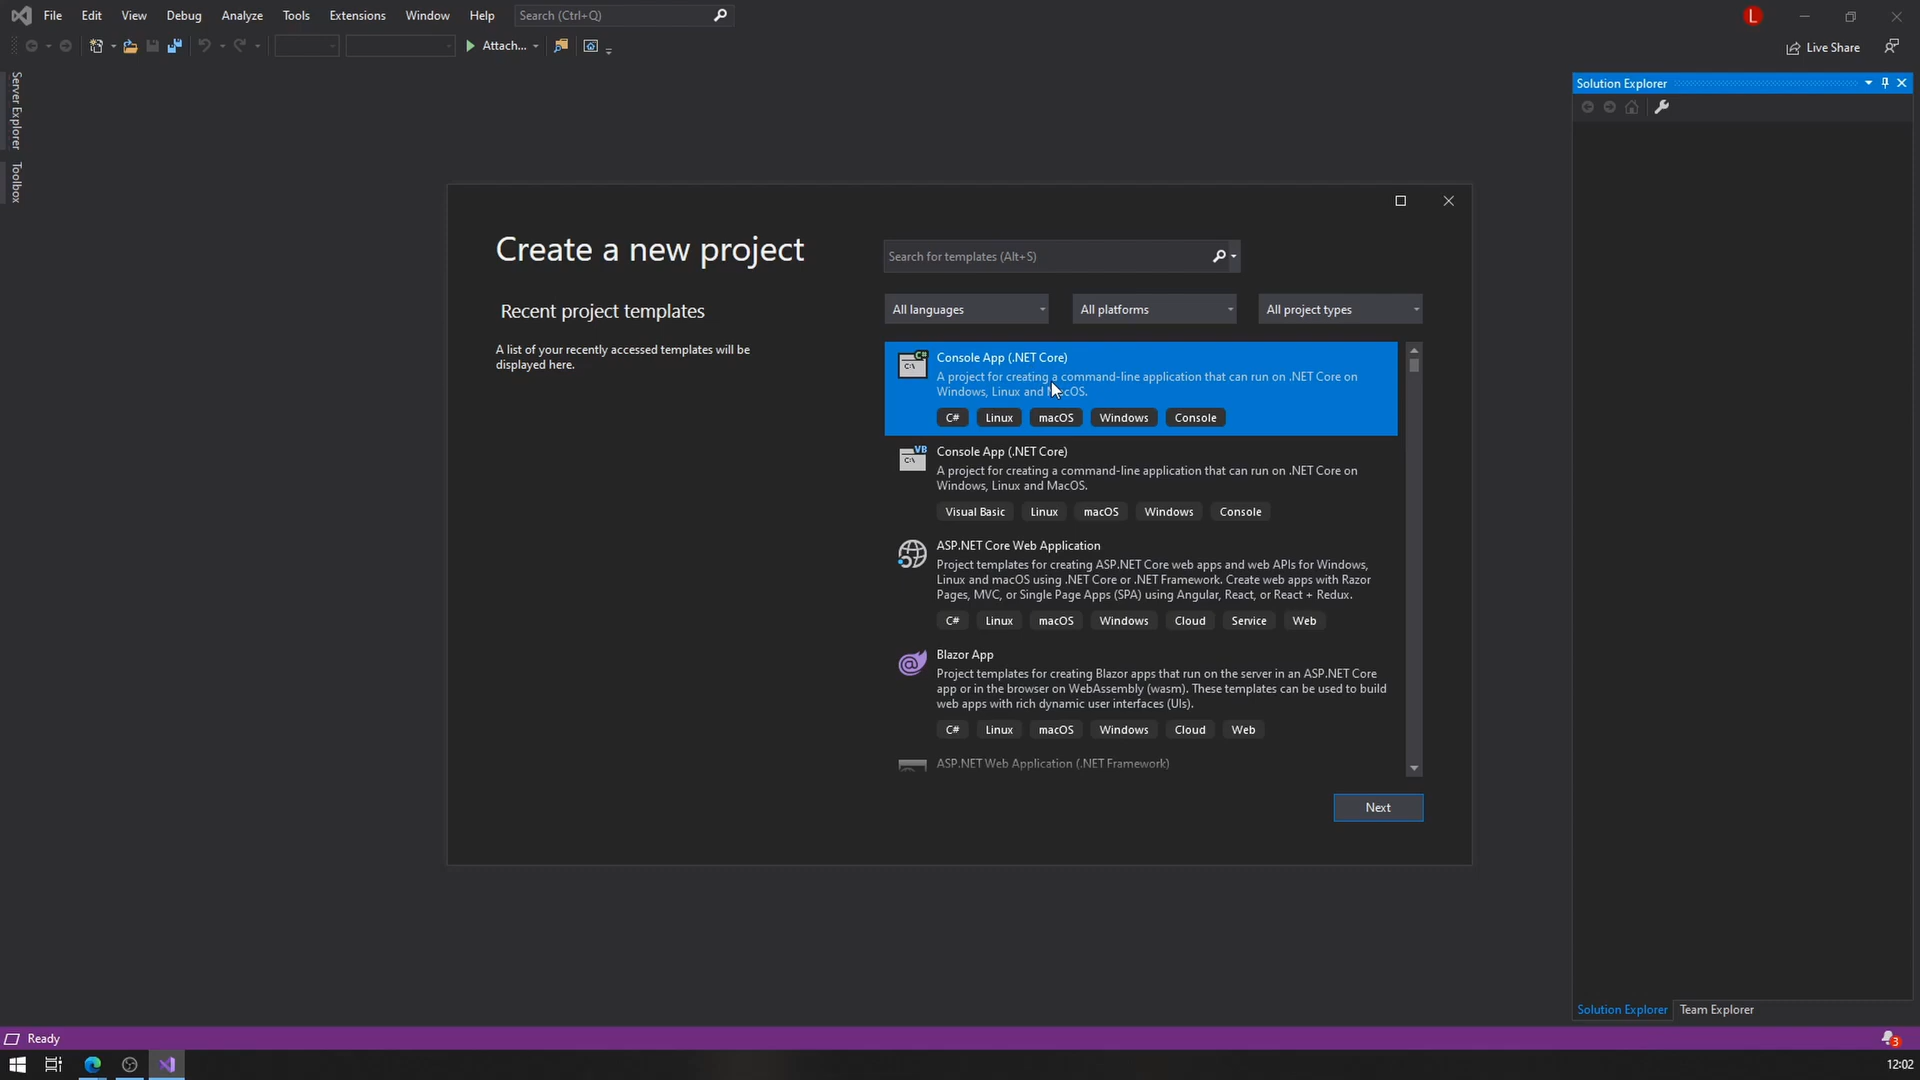 File Edit View Debug Analyze Tools Extensions Window Help Search (Ctrl+Q) L
Attach... Live Share
Server Explorer
Toolbox
Solution Explorer
Create a new project
Search for templates (Alt+S)
Recent project templates
A list of your recently accessed templates will be
displayed here.
All languages All platforms All project types
C#
C:\
Console App (.NET Core)
A project for creating a command-line application that can run on .NET Core on
Windows, Linux and MacOS.
C# Linux macOS Windows Console
VB
C:\
Console App (.NET Core)
A project for creating a command-line application that can run on .NET Core on
Windows, Linux and MacOS.
Visual Basic Linux macOS Windows Console
ASP.NET Core Web Application
Project templates for creating ASP.NET Core web apps and web APIs for Windows,
Linux and macOS using .NET Core or .NET Framework. Create web apps with Razor
Pages, MVC, or Single Page Apps (SPA) using Angular, React, or React + Redux.
C# Linux macOS Windows Cloud Service Web
Blazor App
Project templates for creating Blazor apps that run on the server in an ASP.NET Core
app or in the browser on WebAssembly (wasm). These templates can be used to build
web apps with rich dynamic user interfaces (UIs).
C# Linux macOS Windows Cloud Web
ASP.NET Web Application (.NET Framework)
Next
Solution Explorer Team Explorer
Ready 3
12:02